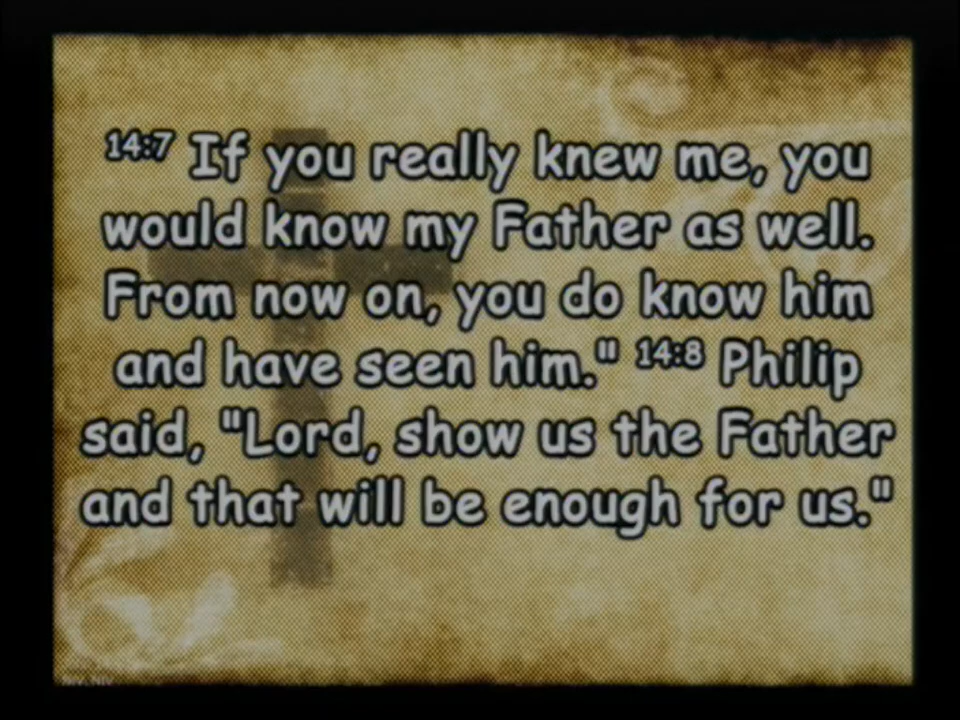 14:7 If you really knew me, you
would know my Father as well.
From now on, you do know him
and have seen him." 14:8 Philip
said, "Lord, show us the Father
and that will be enough for us."